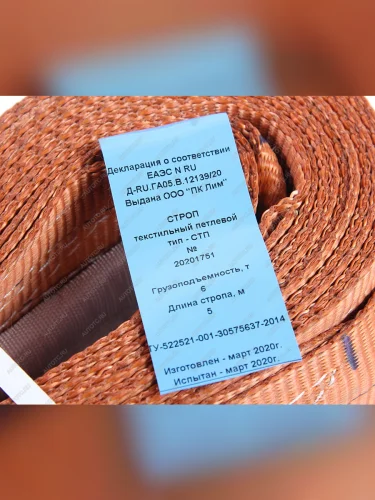 Декларация о соответствии
ЕАЭС N RU
Д-RU.ГА05.В.12139/20
Выдана ООО "ПК Лим"
СТРОП
текстильный петлевой
тип - СТП
№
20201751
Грузоподъемность, т
6
Длина стропа, м
5
ТУ-522521-001-30575637-2014
Изготовлен - март 2020г.
Испытан - март 2020г.